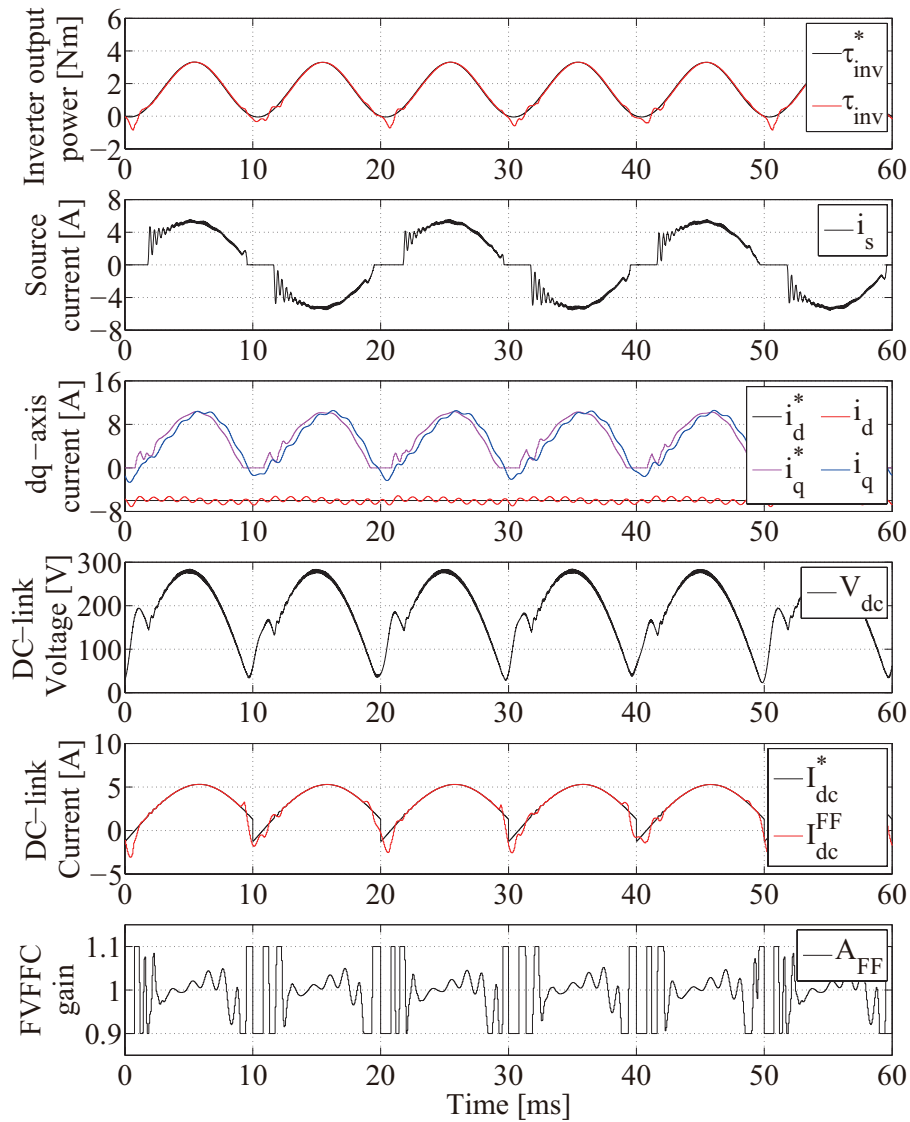 Inverter output
power [Nm]
6
4
2
0
−2
0 10 20 30 40 50 60
τ*inv
τinv
Source
current [A]
8
4
0
−4
−8
0 10 20 30 40 50 60
is
dq−axis
current [A]
16
8
0
−8
0 10 20 30 40 50 60
i*d id
i*q iq
DC−link
Voltage [V]
300
200
100
0
0 10 20 30 40 50 60
Vdc
DC−link
Current [A]
10
5
0
−5
0 10 20 30 40 50 60
I*dc
IFFdc
FVFFC
gain
1.1
1
0.9
0 10 20 30 40 50 60
AFF
Time [ms]